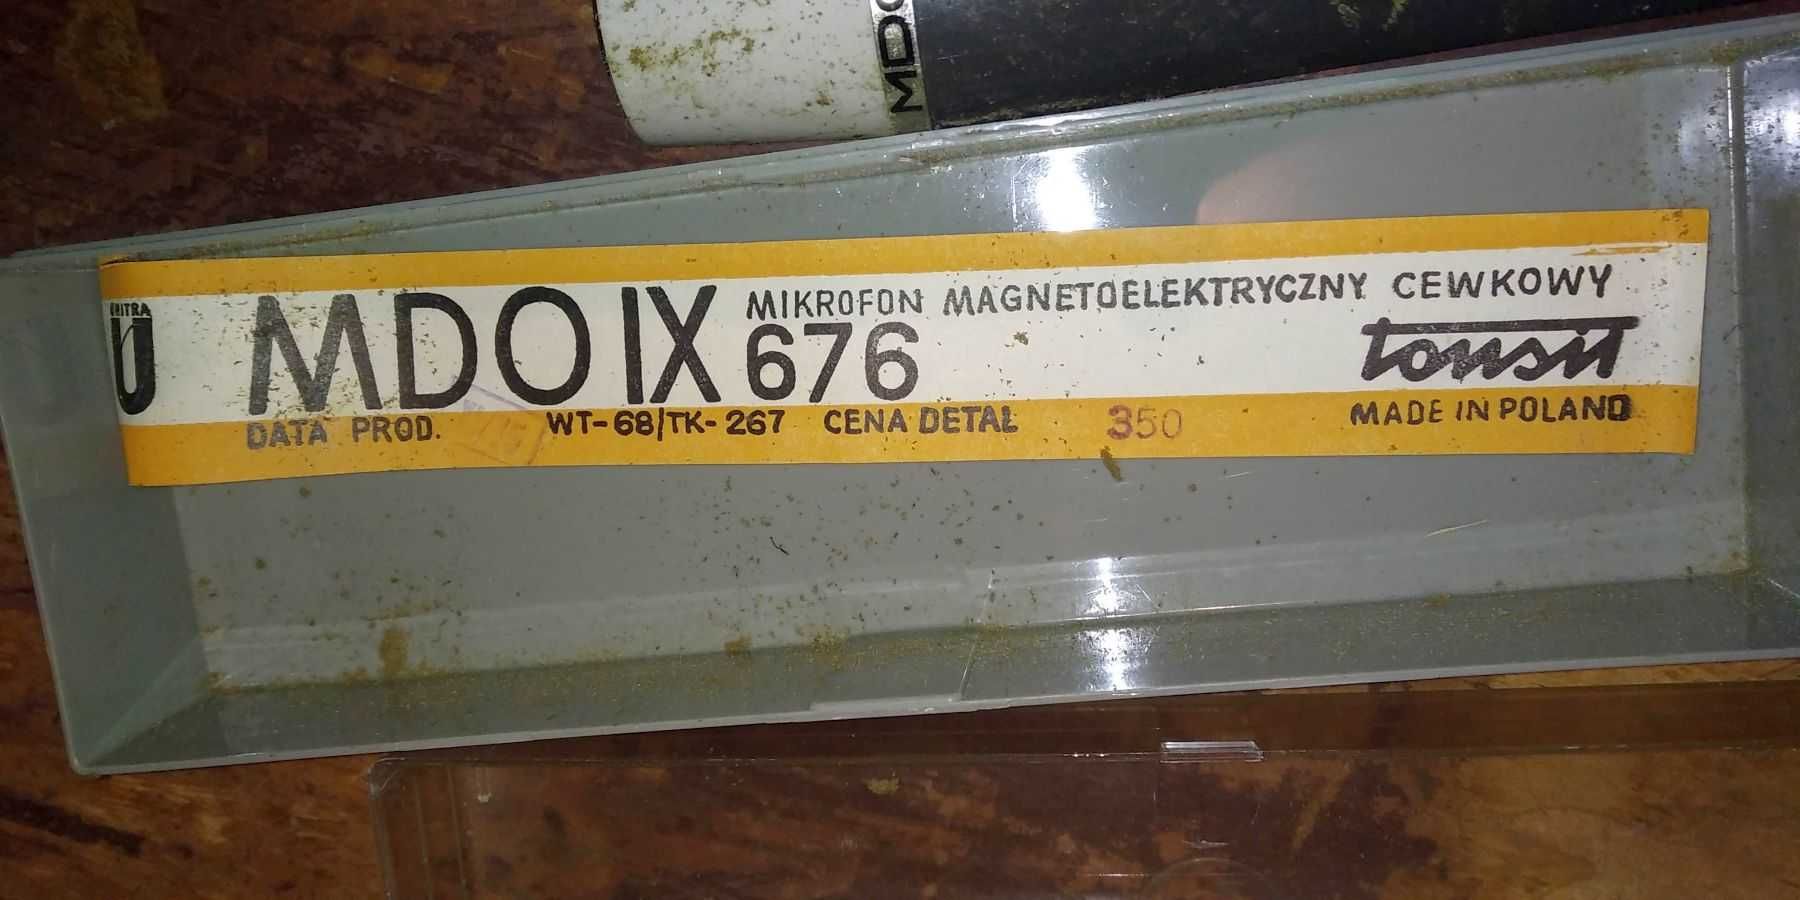 MDO
UNITRA
MDO IX 676
MIKROFON MAGNETOELEKTRYCZNY CEWKOWY
tonsil
DATA PROD. WT-68/TK-267 CENA DETAL 350
MADE IN POLAND